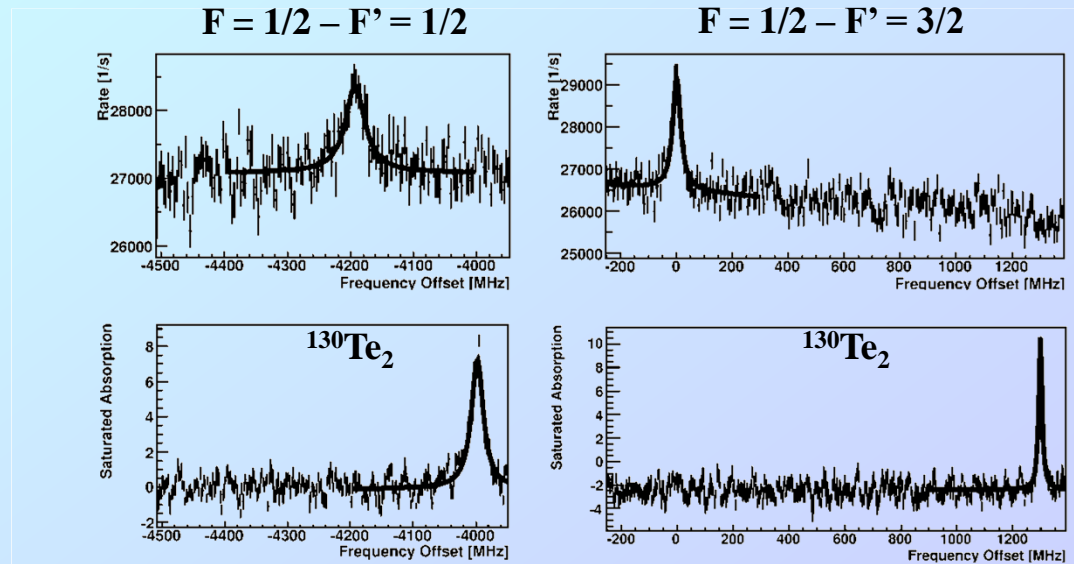 F = 1/2 – F’ = 1/2
F = 1/2 – F’ = 3/2
Rate [1/s]
28000
27000
26000
-4500 -4400 -4300 -4200 -4100 -4000
Frequency Offset [MHz]
Rate [1/s]
29000
28000
27000
26000
25000
-200 0 200 400 600 800 1000 1200
Frequency Offset [MHz]
¹³⁰Te₂
Saturated Absorption
8
6
4
2
0
-2
-4500 -4400 -4300 -4200 -4100 -4000
Frequency Offset [MHz]
¹³⁰Te₂
Saturated Absorption
10
8
6
4
2
0
-2
-4
-200 0 200 400 600 800 1000 1200
Frequency Offset [MHz]